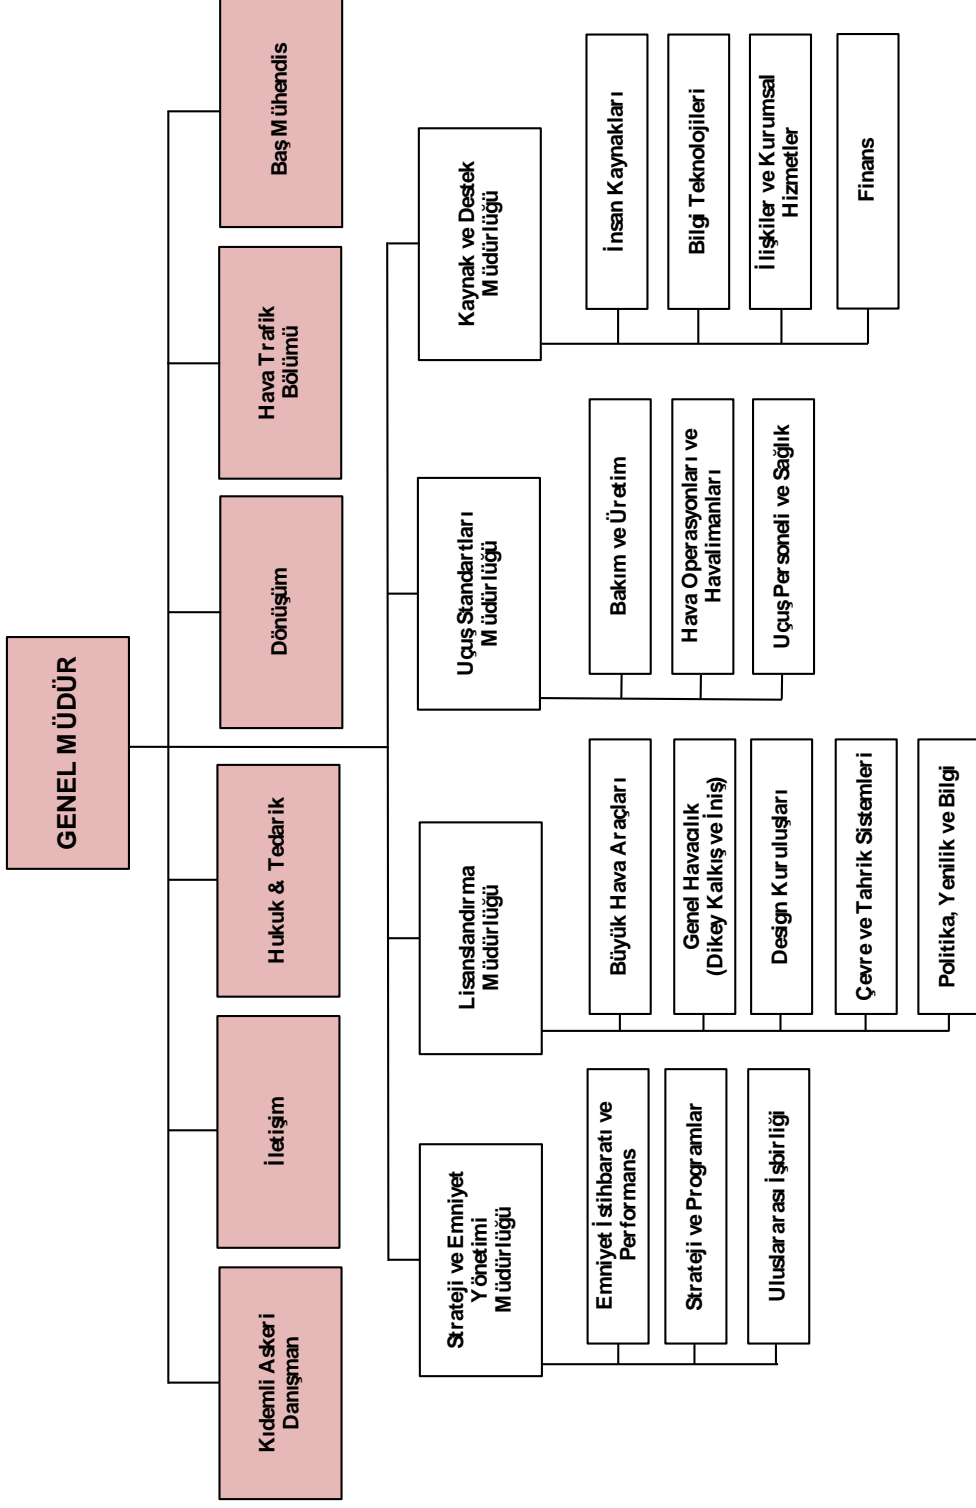 GENEL MÜDÜR
Kıdemli Askeri
Danışman
İletişim
Hukuk & Tedarik
Dönüşüm
Hava Trafik
Bölümü
Baş Mühendis
Strateji ve Emniyet
Yönetimi
Müdürlüğü
Lisanslandırma
Müdürlüğü
Uçuş Standartları
Müdürlüğü
Kaynak ve Destek
Müdürlüğü
Emniyet İstihbaratı ve
Performans
Strateji ve Programlar
Uluslararası İşbirliği
Büyük Hava Araçları
Genel Havacılık
(Dikey Kalkış ve İniş)
Design Kuruluşları
Çevre ve Tahrik Sistemleri
Politika, Yenilik ve Bilgi
Bakım ve Üretim
Hava Operasyonları ve
Havalimanları
Uçuş Personeli ve Sağlık
İnsan Kaynakları
Bilgi Teknolojileri
İlişkiler ve Kurumsal
Hizmetler
Finans